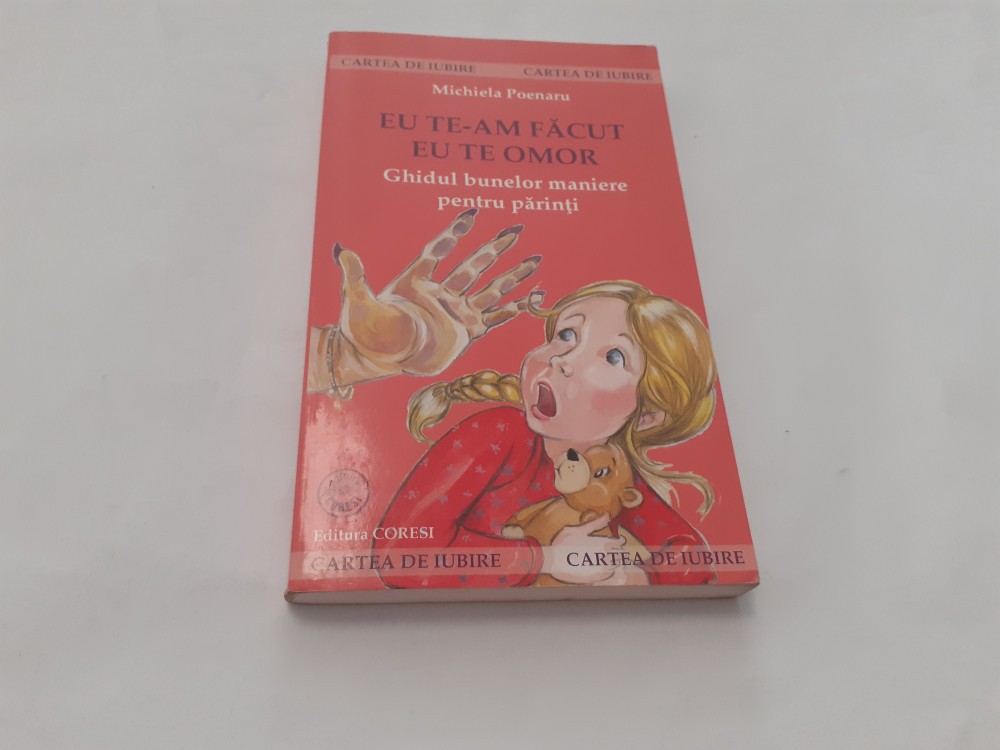 CARTEA DE IUBIRE CARTEA DE IUBIRE
Michiela Poenaru
EU TE-AM FĂCUT
EU TE OMOR
Ghidul bunelor maniere
pentru părinţi
CORESI
Editura CORESI
CARTEA DE IUBIRE CARTEA DE IUBIRE